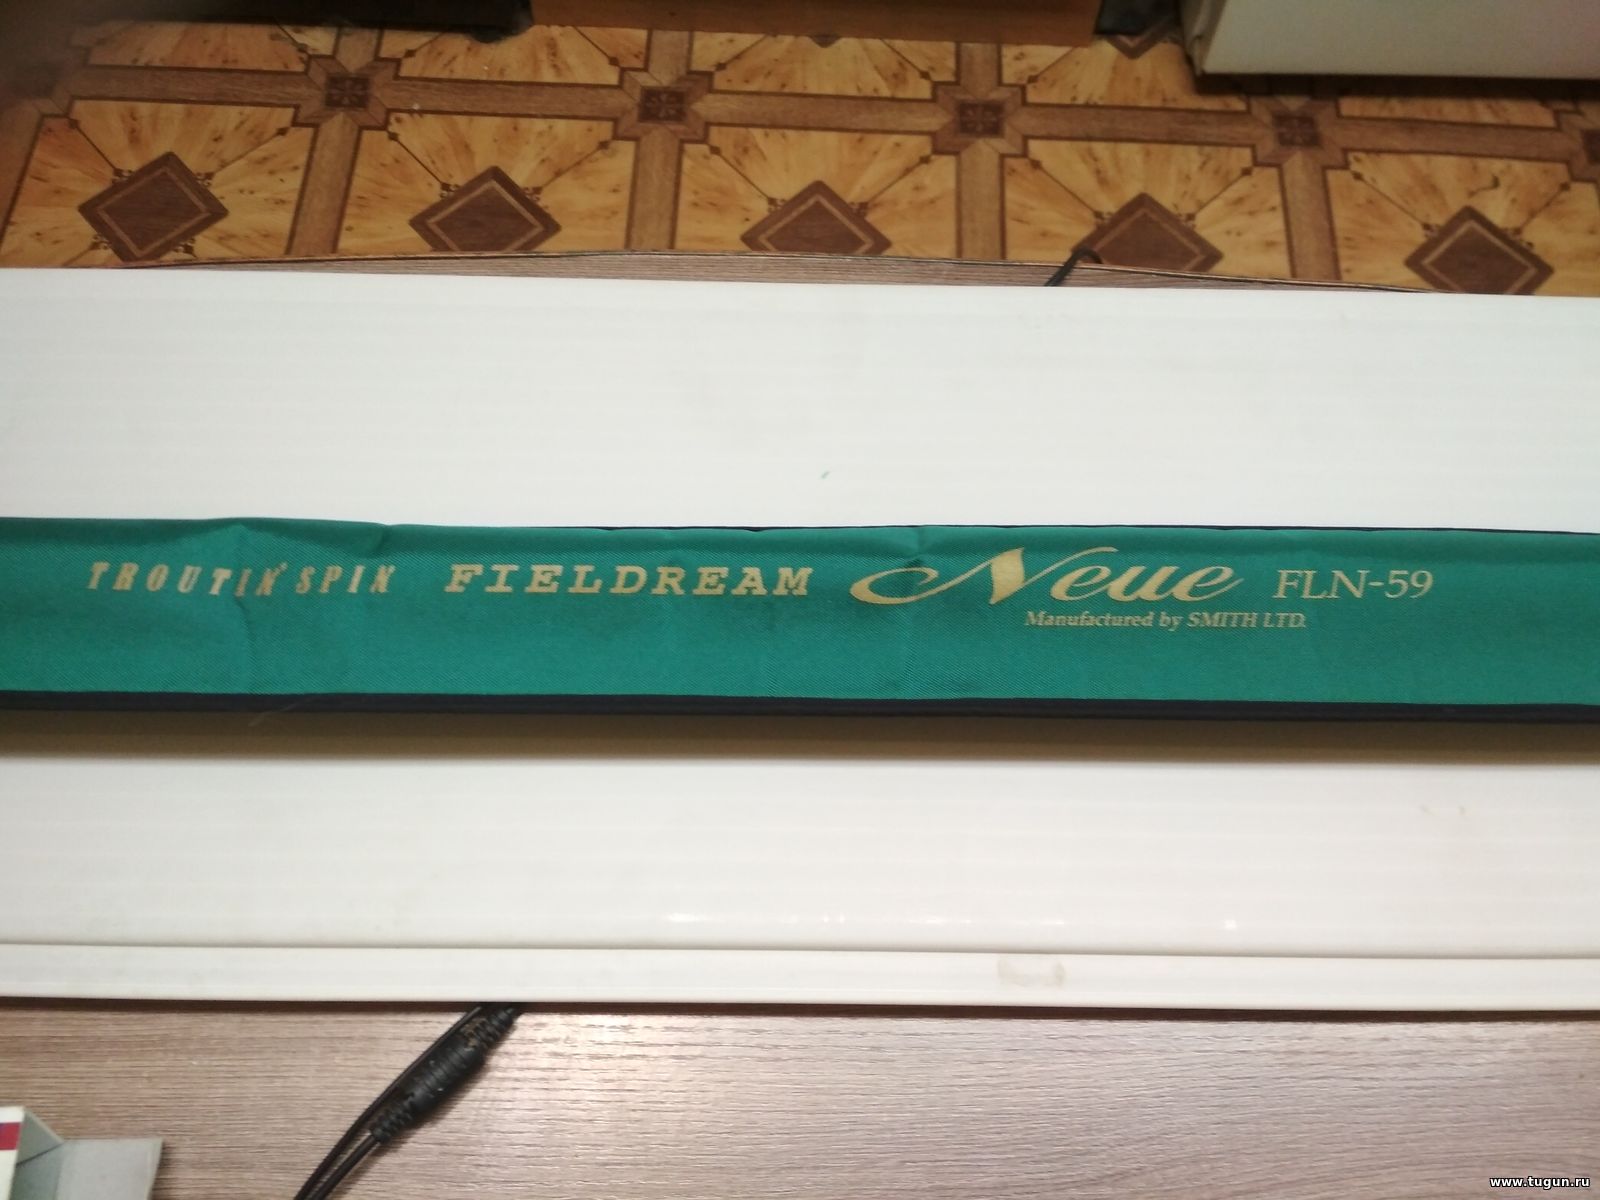 TROUTIN' SPIN FIELDREAM Neue FLN-59
Manufactured by SMITH LTD.
www.tugun.ru